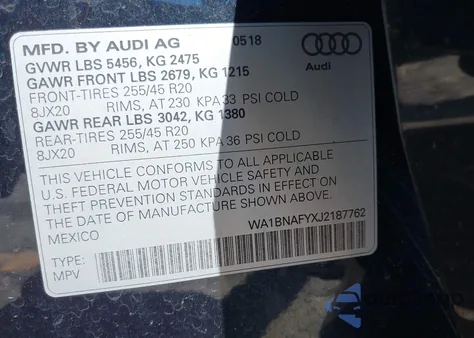 MFD. BY AUDI AG 0518
GVWR LBS 5456, KG 2475
GAWR FRONT LBS 2679, KG 1215
FRONT-TIRES 255/45 R20
8JX20 RIMS, AT 230 KPA 33 PSI COLD
GAWR REAR LBS 3042, KG 1380
REAR-TIRES 255/45 R20
8JX20 RIMS, AT 250 KPA 36 PSI COLD
Audi
THIS VEHICLE CONFORMS TO ALL APPLICABLE
U.S. FEDERAL MOTOR VEHICLE SAFETY AND
THEFT PREVENTION STANDARDS IN EFFECT ON
THE DATE OF MANUFACTURE SHOWN ABOVE.
MEXICO
WA1BNAFYXJ2187762
TYPE:
MPV